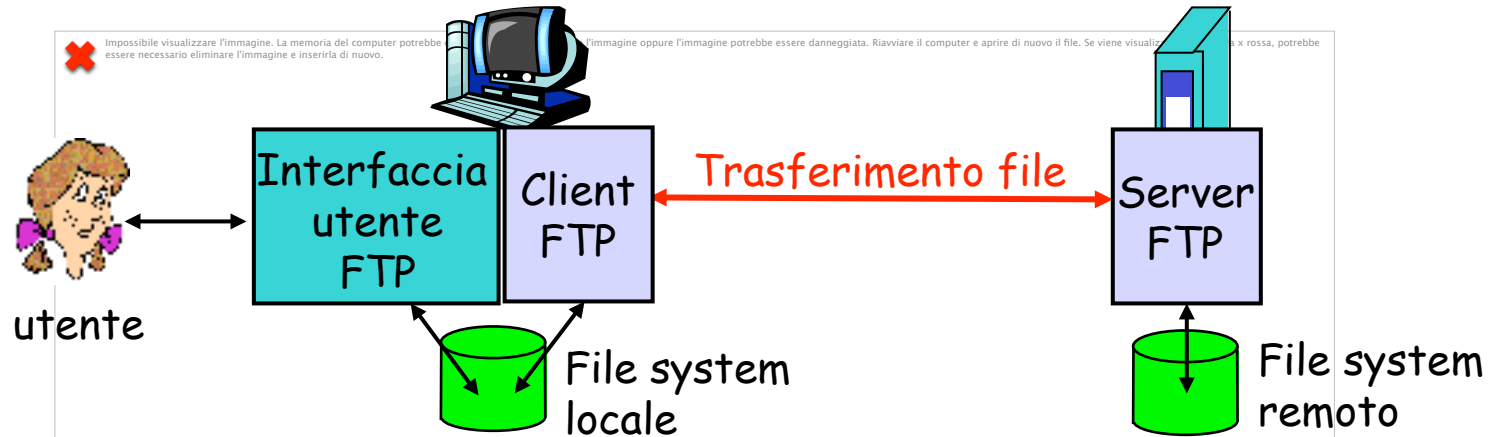 Impossibile visualizzare l'immagine. La memoria del computer potrebbe l'immagine oppure l'immagine potrebbe essere danneggiata. Riavviare il computer e aprire di nuovo il file. Se viene x rossa, potrebbe
essere necessario eliminare l'immagine e inserirla di nuovo.
Interfaccia
utente
FTP
Client
FTP
Trasferimento file
Server
FTP
utente
File system
locale
File system
remoto